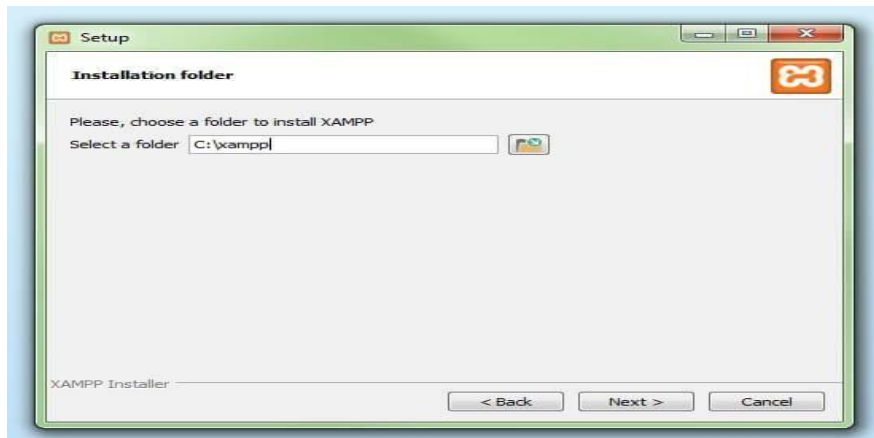 Setup
Installation folder
Please, choose a folder to install XAMPP
Select a folder C:\xampp
XAMPP Installer
< Back Next > Cancel